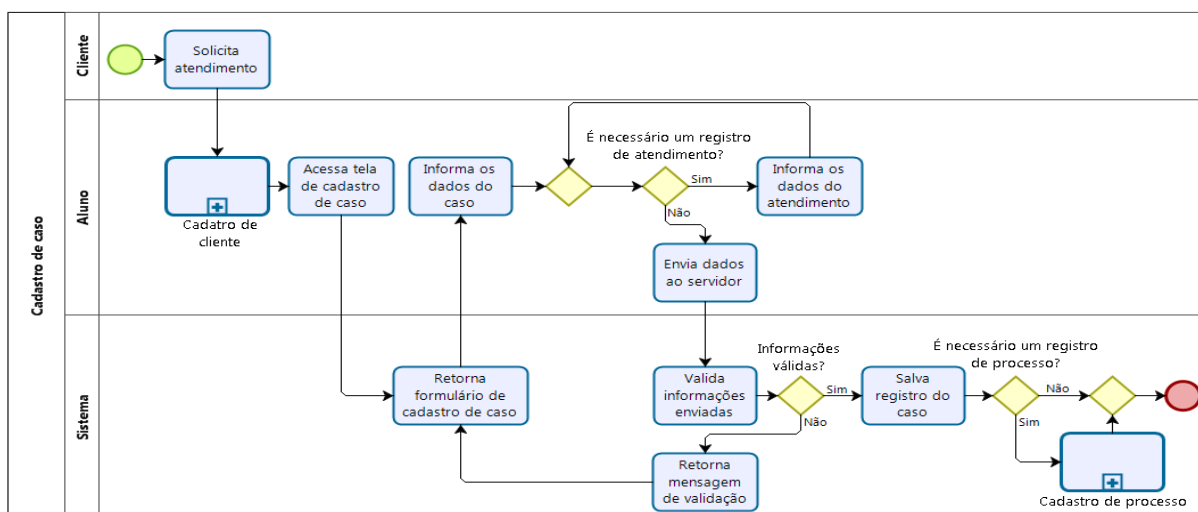 Cadastro de caso
Cliente
Solicita
atendimento
Aluno
Cadatro de
cliente
Acessa tela
de cadastro
de caso
Informa os
dados do
caso
É necessário um registro
de atendimento?
Sim
Não
Informa os
dados do
atendimento
Envia dados
ao servidor
Sistema
Retorna
formulário de
cadastro de caso
Valida
informações
enviadas
Informações
válidas?
Sim
Não
Retorna
mensagem
de validação
Salva
registro do
caso
É necessário um registro
de processo?
Não
Sim
Cadastro de processo